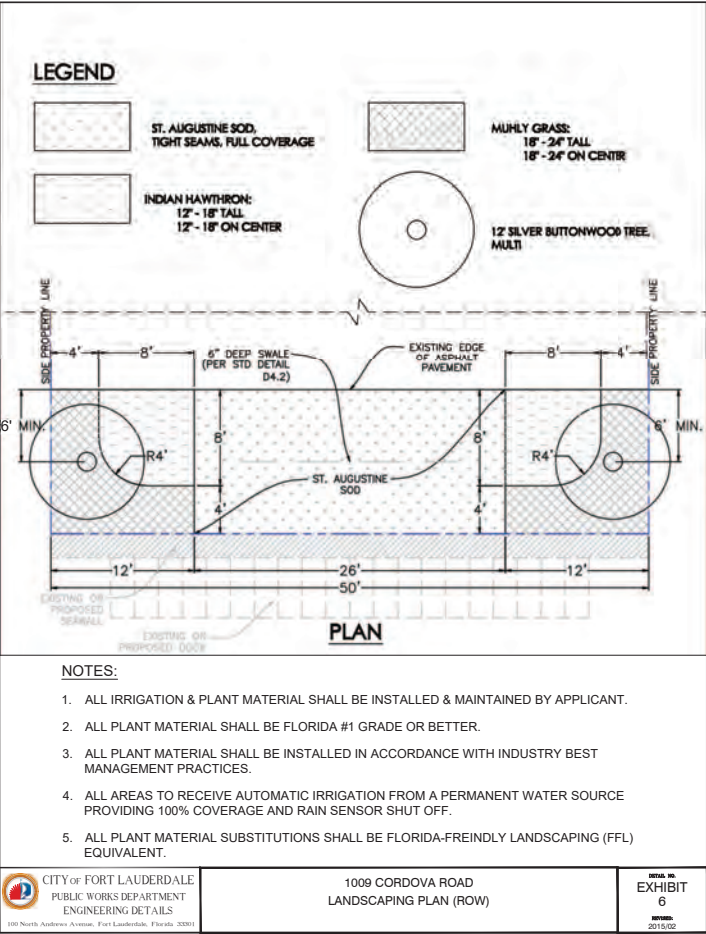 LEGEND
ST. AUGUSTINE SOD,
TIGHT SEAMS, FULL COVERAGE
MUHLY GRASS:
18" - 24" TALL
18" - 24" ON CENTER
INDIAN HAWTHRON:
12" - 18" TALL
12" - 18" ON CENTER
12' SILVER BUTTONWOOD TREE,
MULTI
SIDE PROPERTY LINE
SIDE PROPERTY LINE
4'
8'
6" DEEP SWALE
(PER STD DETAIL
D4.2)
EXISTING EDGE
OF ASPHALT
PAVEMENT
8'
4'
6' MIN.
6' MIN.
8'
8'
R4'
R4'
ST. AUGUSTINE
SOD
4'
4'
12'
26'
12'
50'
EXISTING OR
PROPOSED
SEAWALL
EXISTING OR
PROPOSED DOCK
PLAN
NOTES:
1. ALL IRRIGATION & PLANT MATERIAL SHALL BE INSTALLED & MAINTAINED BY APPLICANT.
2. ALL PLANT MATERIAL SHALL BE FLORIDA #1 GRADE OR BETTER.
3. ALL PLANT MATERIAL SHALL BE INSTALLED IN ACCORDANCE WITH INDUSTRY BEST
MANAGEMENT PRACTICES.
4. ALL AREAS TO RECEIVE AUTOMATIC IRRIGATION FROM A PERMANENT WATER SOURCE
PROVIDING 100% COVERAGE AND RAIN SENSOR SHUT OFF.
5. ALL PLANT MATERIAL SUBSTITUTIONS SHALL BE FLORIDA-FREINDLY LANDSCAPING (FFL)
EQUIVALENT.
CITY OF FORT LAUDERDALE
PUBLIC WORKS DEPARTMENT
ENGINEERING DETAILS
100 North Andrews Avenue, Fort Lauderdale, Florida 33301
1009 CORDOVA ROAD
LANDSCAPING PLAN (ROW)
DETAIL NO.
EXHIBIT
6
REVISED:
2015/02